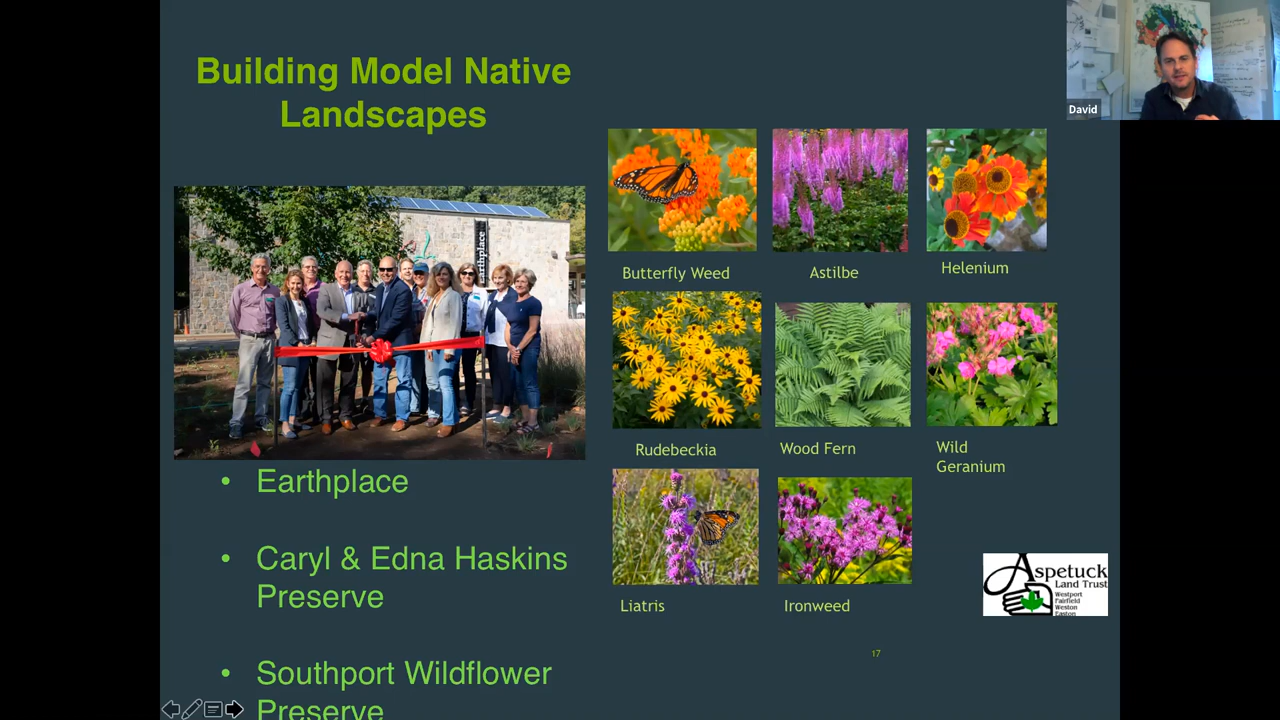 Building Model Native
Landscapes
David
earthplace
Butterfly Weed
Astilbe
Helenium
Rudebeckia
Wood Fern
Wild
Geranium
Liatris
Ironweed
• Earthplace
• Caryl & Edna Haskins
Preserve
• Southport Wildflower
Preserve
Aspetuck
Land Trust
Westport
Fairfield
Weston
Easton
17